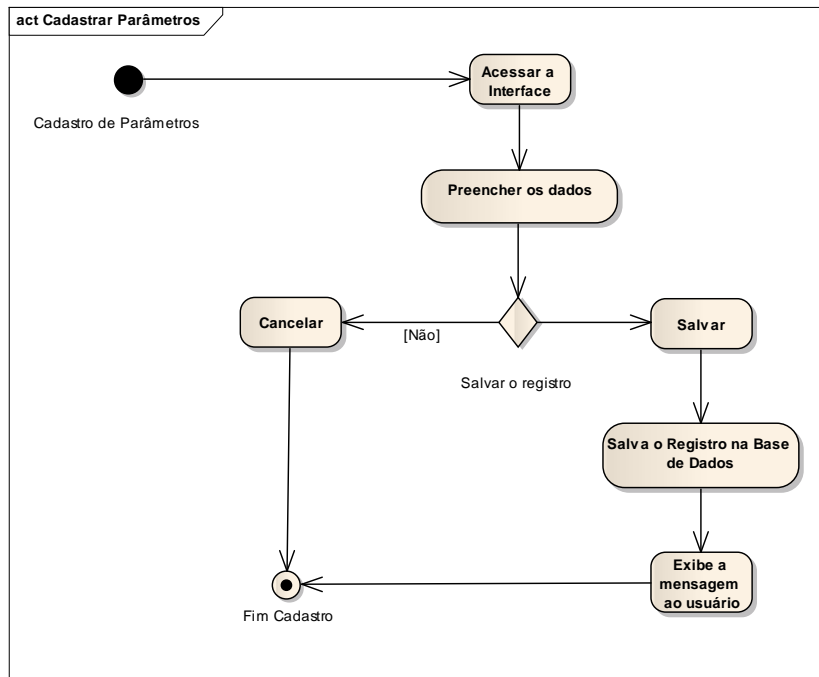 act Cadastrar Parâmetros
Cadastro de Parâmetros
Acessar a
Interface
Preencher os dados
Cancelar
[Não]
Salvar
Salvar o registro
Salva o Registro na Base
de Dados
Exibe a
mensagem
ao usuário
Fim Cadastro